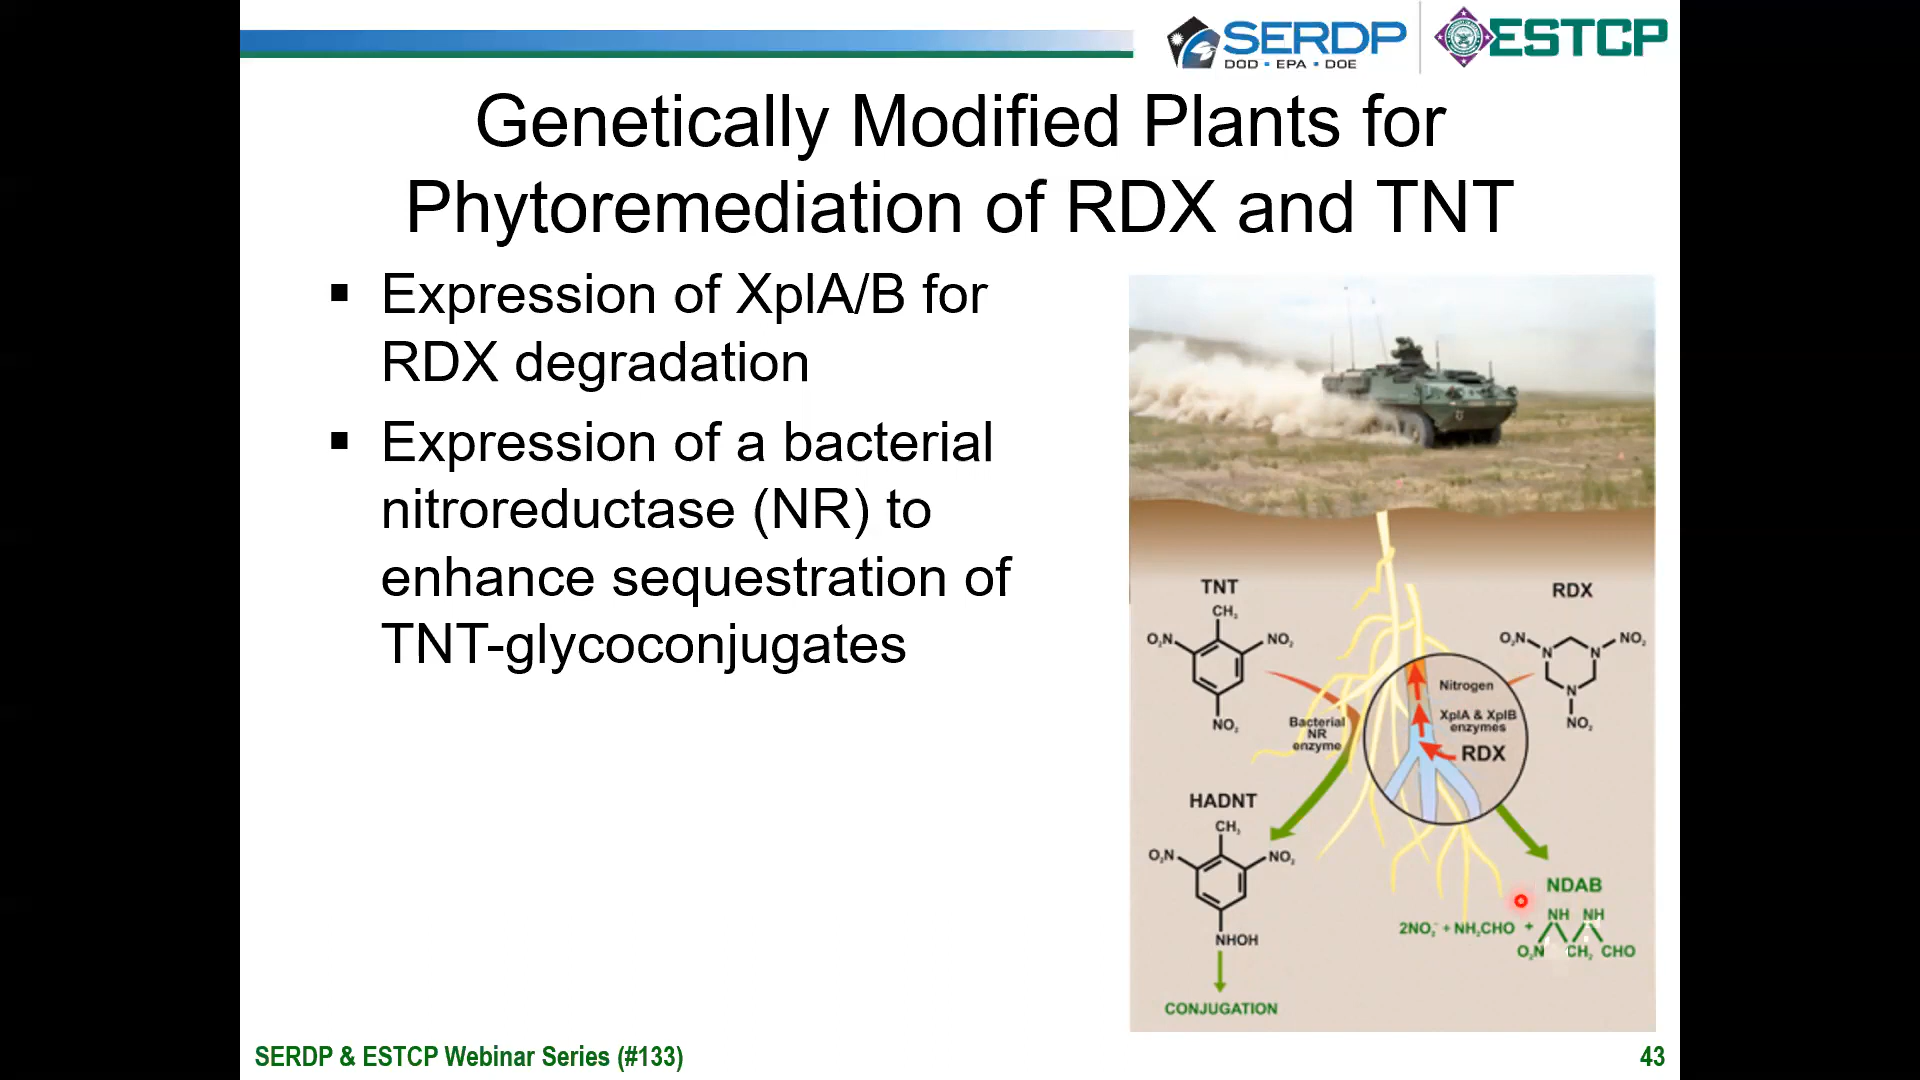 SERDP
DOD • EPA • DOE
ESTCP
Genetically Modified Plants for
Phytoremediation of RDX and TNT
▪ Expression of XplA/B for
RDX degradation
▪ Expression of a bacterial
nitroreductase (NR) to
enhance sequestration of
TNT-glycoconjugates
TNT
CH₃
O₂N
NO₂
NO₂
RDX
O₂N
NO₂
N
N
N
NO₂
Nitrogen
XplA & XplB
enzymes
RDX
Bacterial
NR
enzyme
HADNT
CH₃
O₂N
NO₂
NHOH
CONJUGATION
NDAB
NH NH
2NO₂⁻ + NH₂CHO +
O₂N CH₂ CHO
SERDP & ESTCP Webinar Series (#133)
43